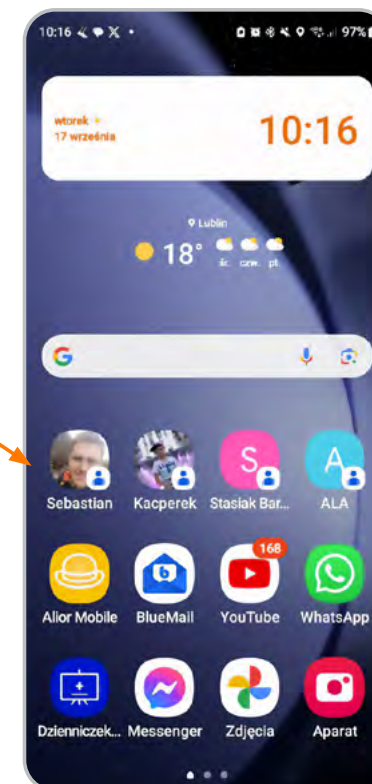 10:16
97%
wtorek
17 września
10:16
Lublin
18°
śr. czw. pt.
G
S
A
Sebastian Kacperek Stasiak Bar... ALA
168
Alior Mobile BlueMail YouTube WhatsApp
Dzienniczek... Messenger Zdjęcia Aparat